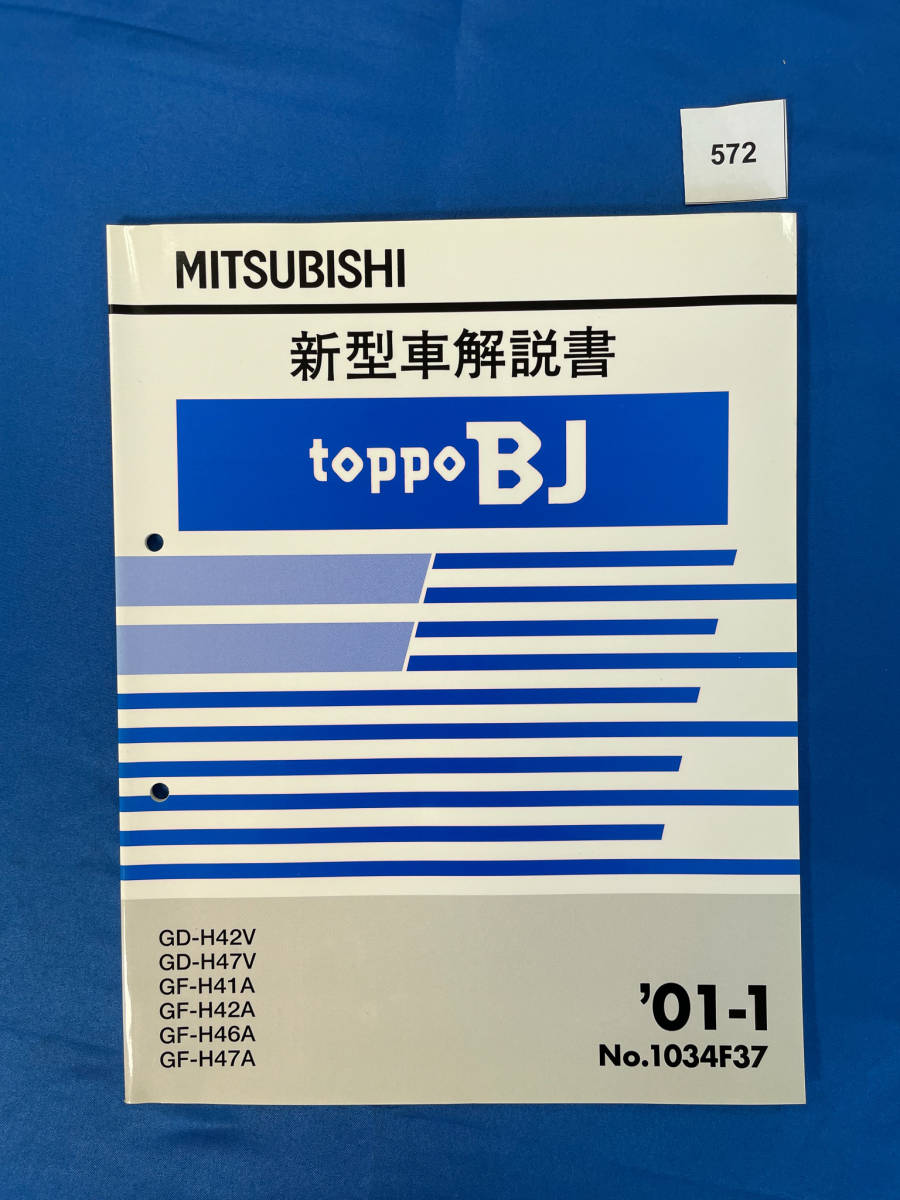 572
MITSUBISHI
新型車解説書
toppo BJ
GD-H42V
GD-H47V
GF-H41A
GF-H42A
GF-H46A
GF-H47A
’01-1
No.1034F37